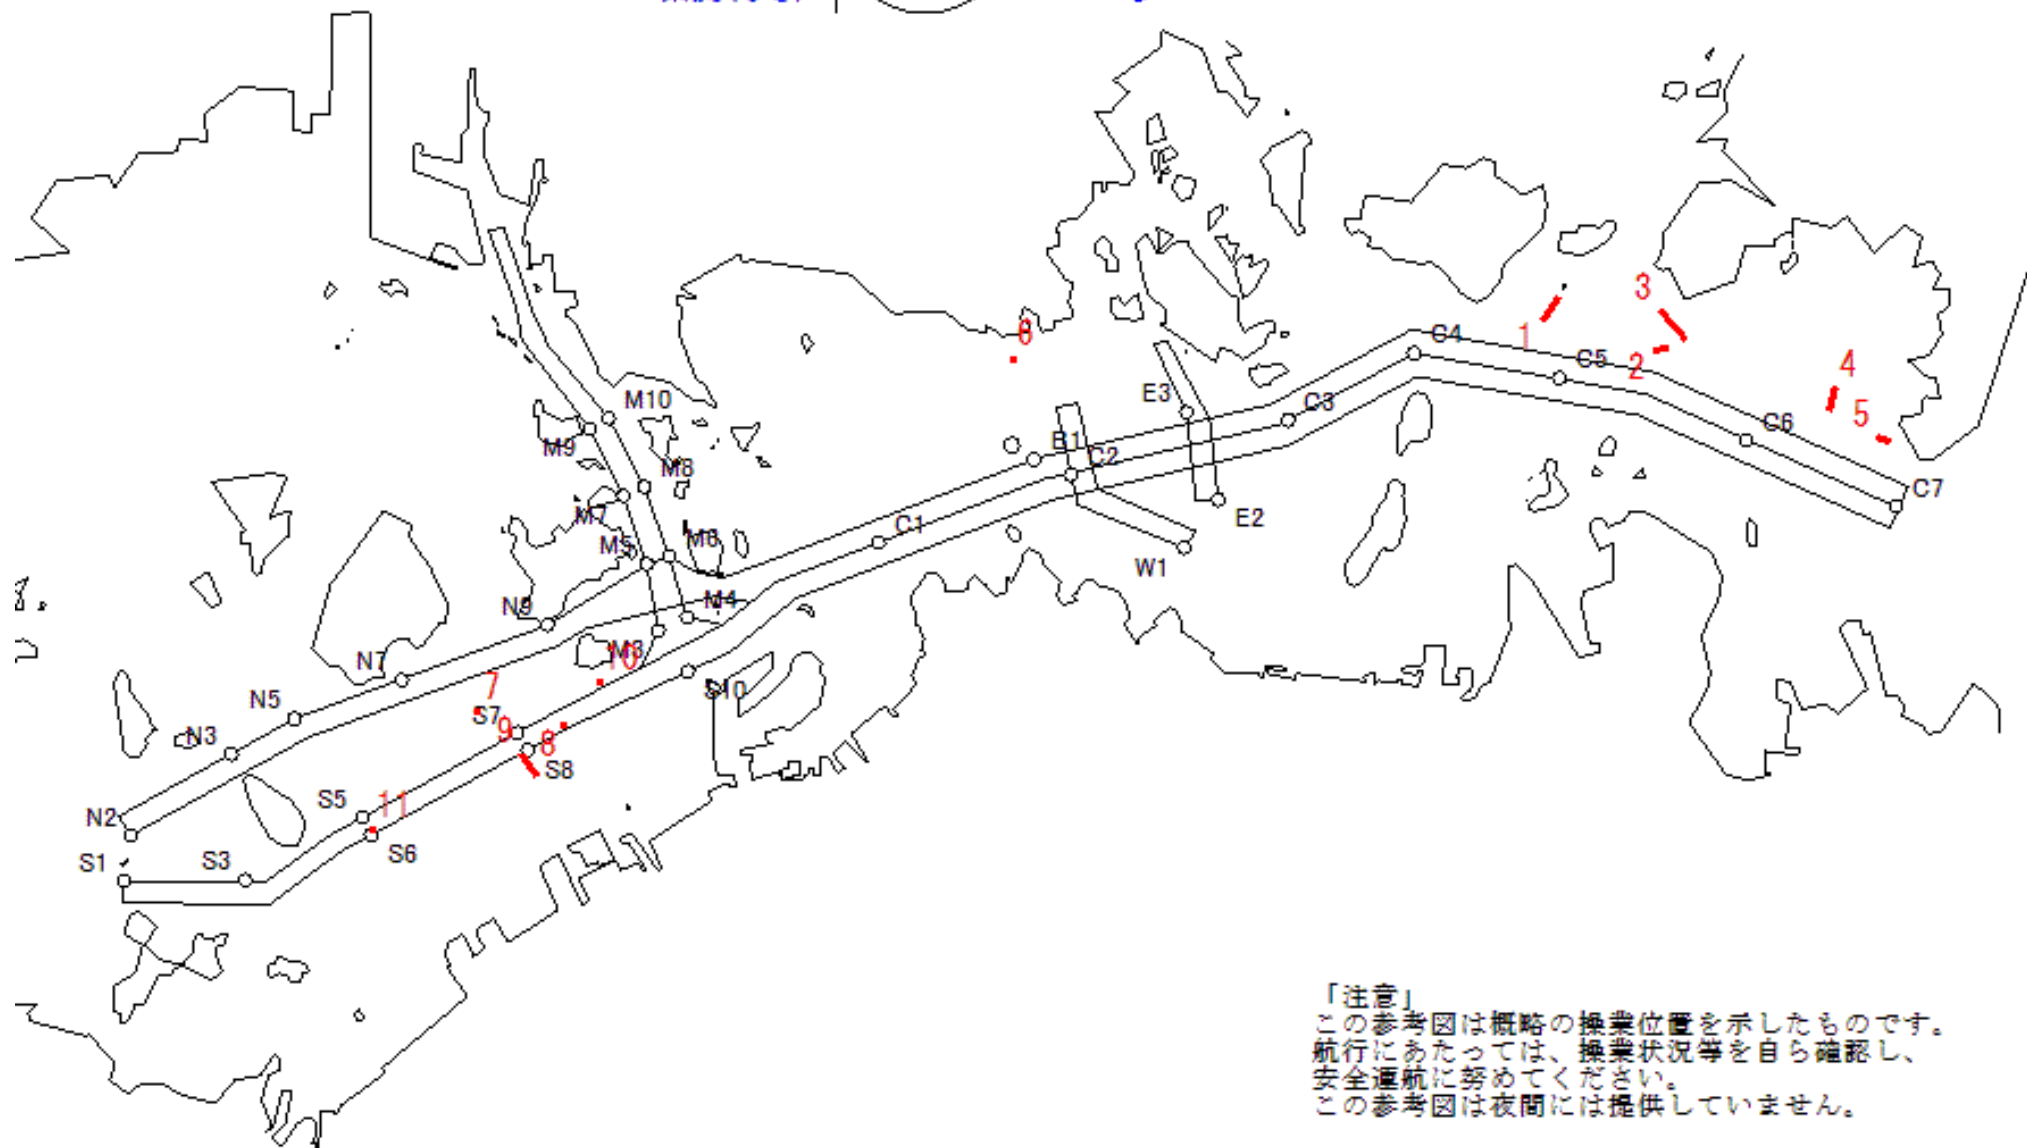 3
C4
1
C5
2
4
6
M10
E3
C3
5
C6
M9
B1
C2
M8
C7
M7
E2
C1
M5
M6
W1
N9
M4
M3
10
N7
7
S10
N5
S7
9
8
N3
S8
S5
11
N2
S6
S1
S3
「注意」
この参考図は概略の操業位置を示したものです。
航行にあたっては、操業状況等を自ら確認し、
安全運航に努めてください。
この参考図は夜間には提供していません。